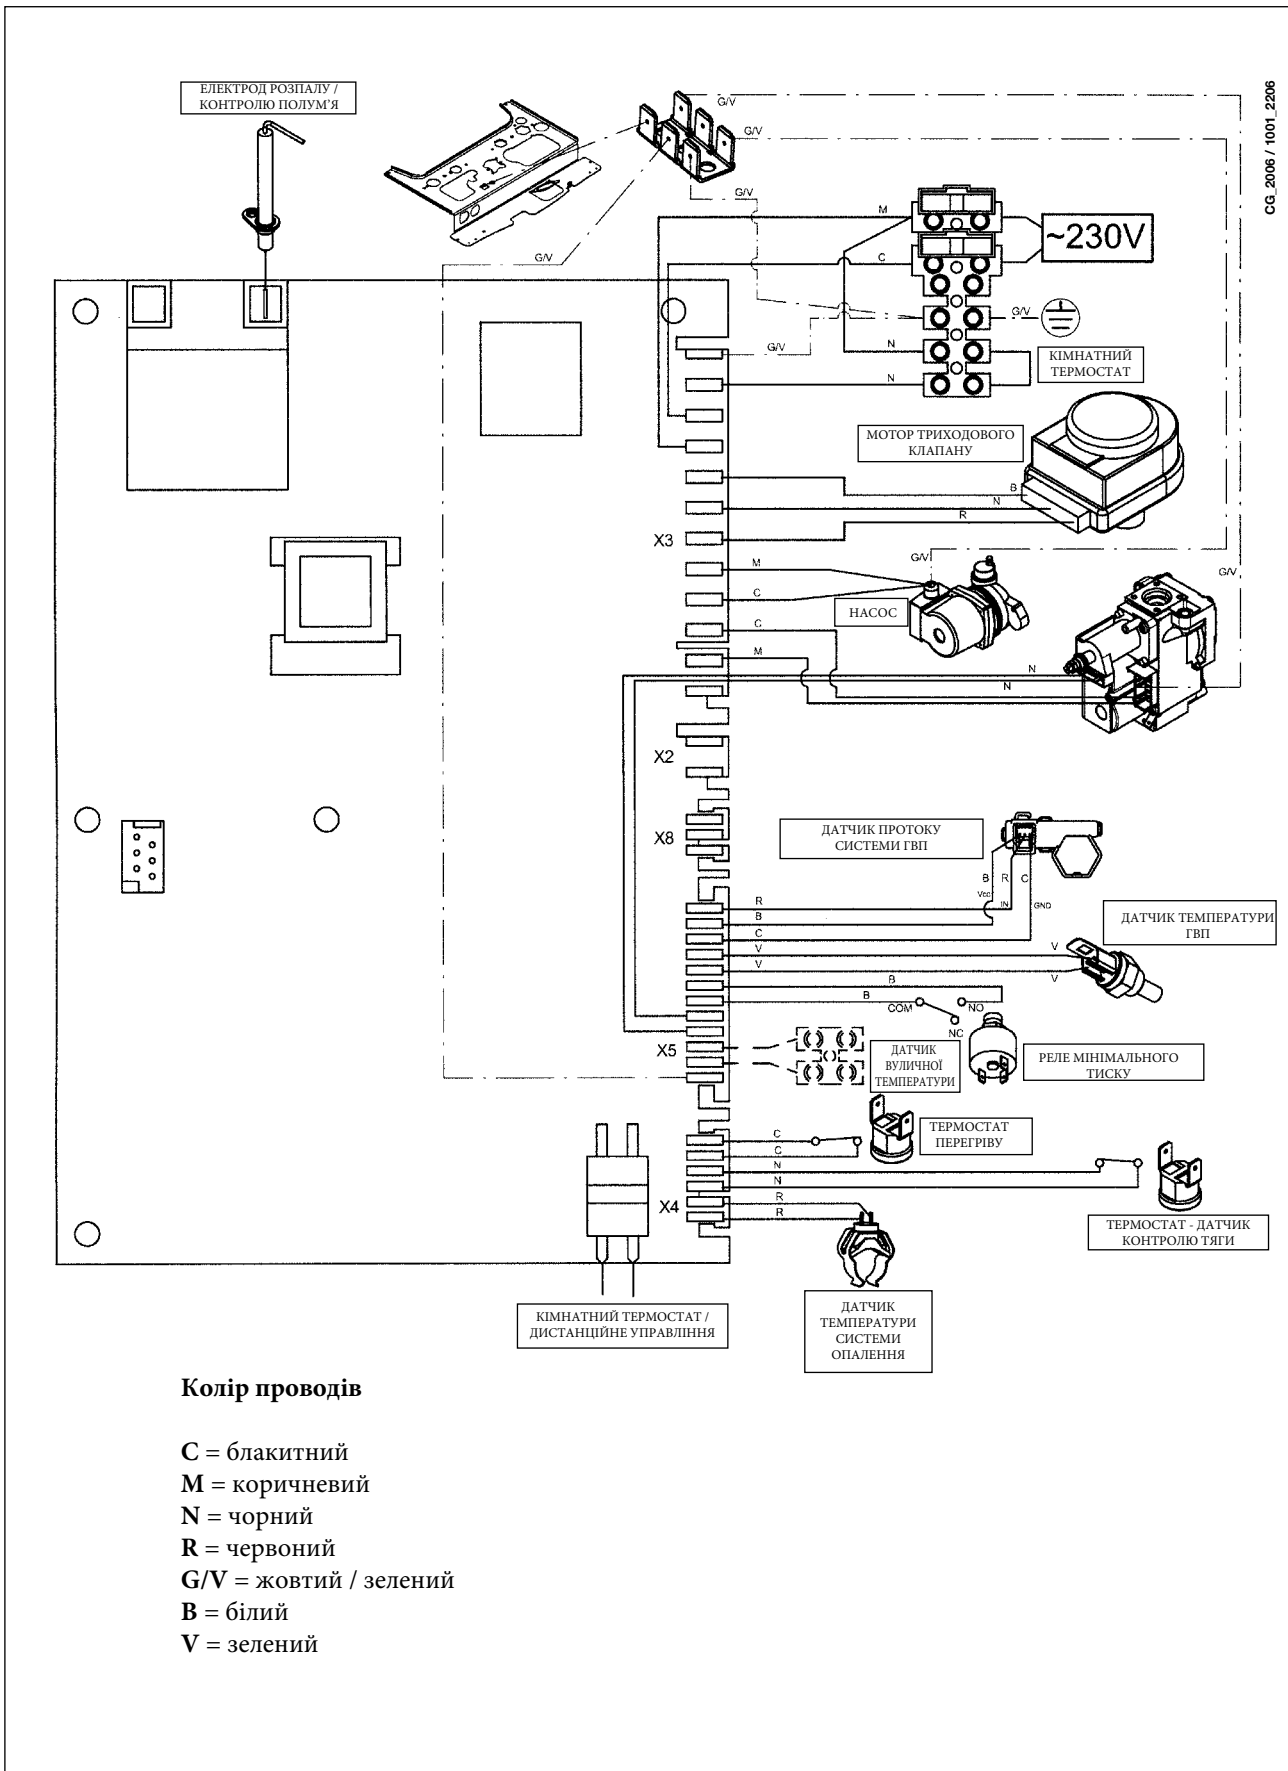 CG_2006 / 1001_2206
ЕЛЕКТРОД РОЗПАЛУ /
КОНТРОЛЮ ПОЛУМ'Я
G/V
G/V
G/V
G/V
M
~230V
C
G/V
G/V
N
N
КІМНАТНИЙ
ТЕРМОСТАТ
МОТОР ТРИХОДОВОГО
КЛАПАНУ
B
N
R
X3
G/V
G/V
M
C
НАСОС
C
M
N
N
X2
X8
ДАТЧИК ПРОТОКУ
СИСТЕМИ ГВП
B
R
C
Vcc
IN
GND
R
B
C
V
V
V
V
ДАТЧИК ТЕМПЕРАТУРИ
ГВП
B
B
COM
NO
NC
X5
ДАТЧИК
ВУЛИЧНОЇ
ТЕМПЕРАТУРИ
РЕЛЕ МІНІМАЛЬНОГО
ТИСКУ
C
C
N
N
ТЕРМОСТАТ
ПЕРЕГРІВУ
X4
R
R
ТЕРМОСТАТ - ДАТЧИК
КОНТРОЛЮ ТЯГИ
КІМНАТНИЙ ТЕРМОСТАТ /
ДИСТАНЦІЙНЕ УПРАВЛІННЯ
ДАТЧИК
ТЕМПЕРАТУРИ
СИСТЕМИ
ОПАЛЕННЯ
Колір проводів
C = блакитний
M = коричневий
N = чорний
R = червоний
G/V = жовтий / зелений
B = білий
V = зелений